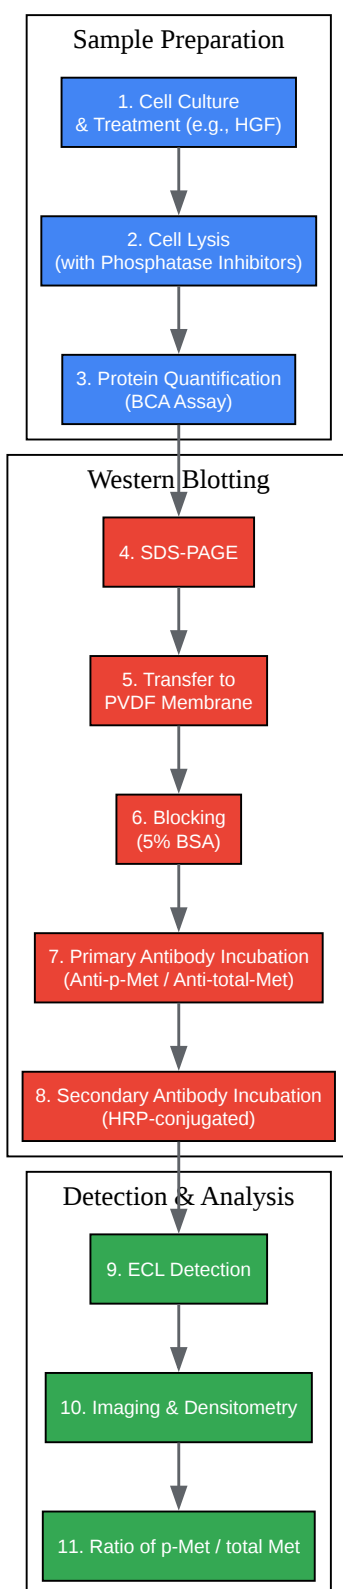 Sample Preparation
1. Cell Culture
& Treatment (e.g., HGF)
2. Cell Lysis
(with Phosphatase Inhibitors)
3. Protein Quantification
(BCA Assay)
Western Blotting
4. SDS-PAGE
5. Transfer to
PVDF Membrane
6. Blocking
(5% BSA)
7. Primary Antibody Incubation
(Anti-p-Met / Anti-total-Met)
8. Secondary Antibody Incubation
(HRP-conjugated)
Detection & Analysis
9. ECL Detection
10. Imaging & Densitometry
11. Ratio of p-Met / total Met